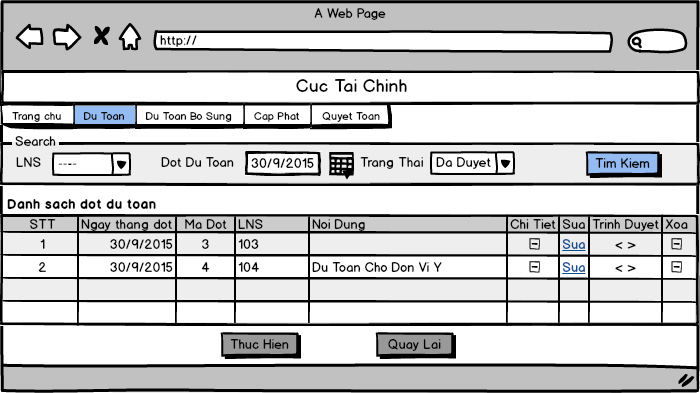 A Web Page
http://
Cuc Tai Chinh
Trang chu Du Toan Du Toan Bo Sung Cap Phat Quyet Toan
Search
LNS ---- Dot Du Toan 30/9/2015 Trang Thai Da Duyet Tim Kiem
Danh sach dot du toan
STT Ngay thang dot Ma Dot LNS Noi Dung Chi Tiet Sua Trinh Duyet Xoa
1 30/9/2015 3 103 Sua < >
2 30/9/2015 4 104 Du Toan Cho Don Vi Y Sua < >
Thuc Hien Quay Lai